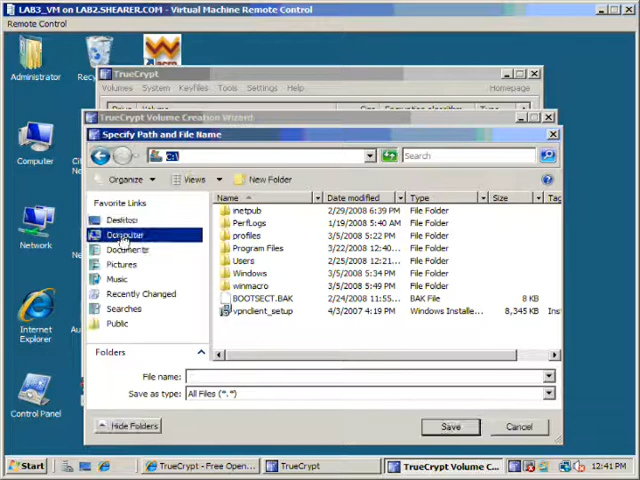 LAB3_VM on LAB2.SHEARER.COM - Virtual Machine Remote Control
Remote Control
Administrator
Recy
TrueCrypt
Volumes System Keyfiles Tools Settings Help Homepage
TrueCrypt Volume Creation Wizard
Specify Path and File Name
C:\
Search
Organize Views New Folder
Favorite Links
Desktop
Computer
Documents
Pictures
Music
Recently Changed
Searches
Public
Folders
Name Date modified Type Size Tag
inetpub 2/29/2008 6:39 PM File Folder
PerfLogs 1/19/2008 5:40 AM File Folder
profiles 3/5/2008 5:22 PM File Folder
Program Files 3/22/2008 12:40... File Folder
Users 2/25/2008 12:21... File Folder
Windows 3/5/2008 5:34 PM File Folder
winmacro 3/5/2008 5:30 PM File Folder
BOOTSECT.BAK 2/24/2008 11:55... BAK File 8 KB
vpnclient_setup 4/3/2007 4:19 PM Windows Installe... 8,345 KB Ins
File name:
Save as type: All Files (*.*)
Hide Folders Save Cancel
Computer
Network
Internet
Explorer
Control Panel
Start
TrueCrypt - Free Open...
TrueCrypt
TrueCrypt Volume C...
12:41 PM